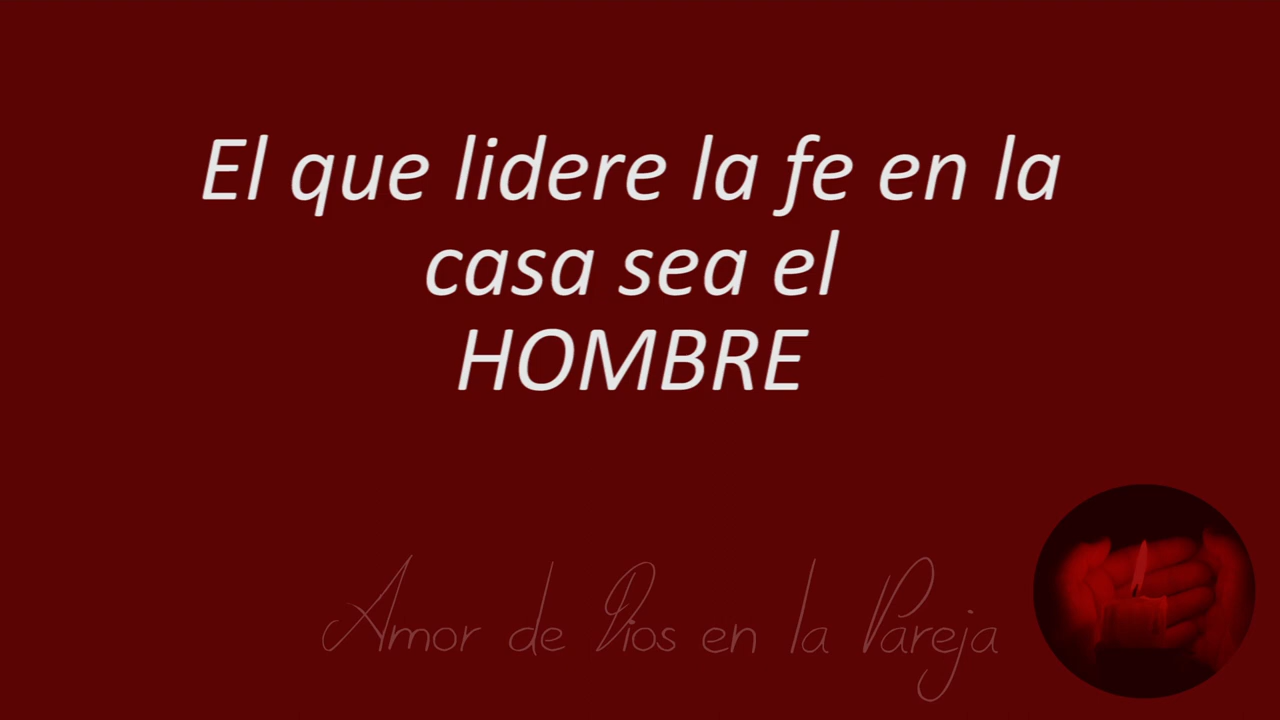 El que lidere la fe en la
casa sea el
HOMBRE
Amor de Dios en la Pareja